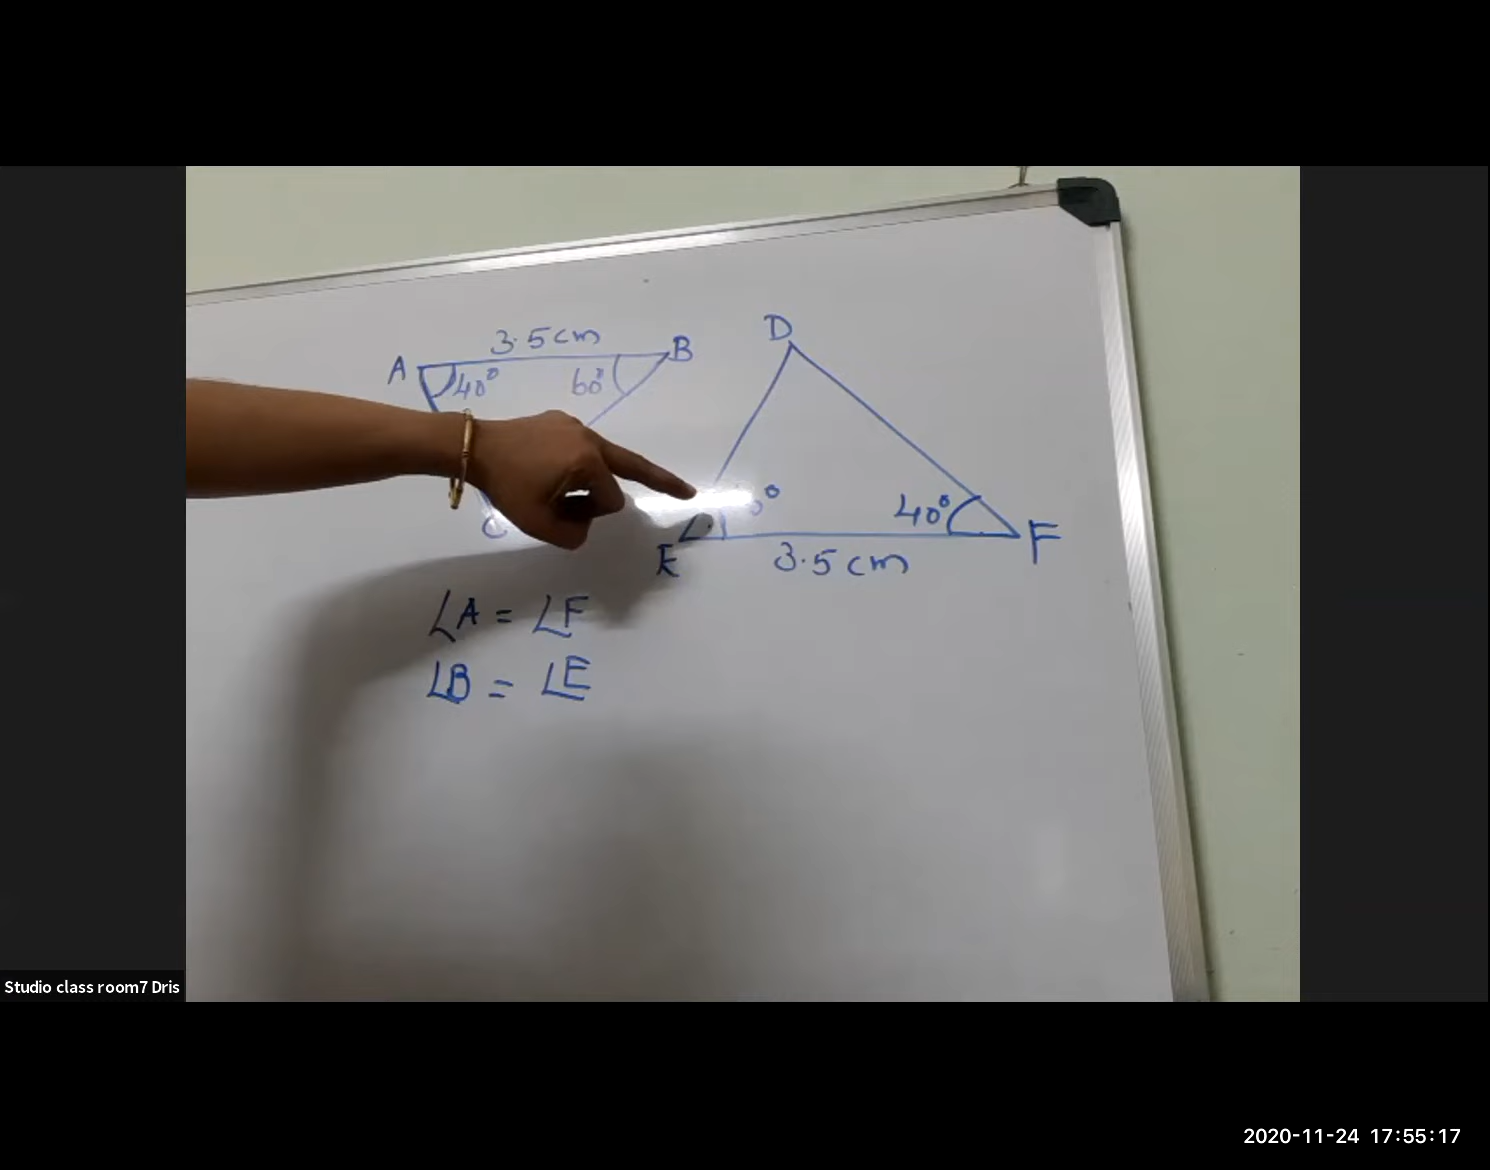 3.5cm
A
B
40°
60°
C
D
40°
E
F
3.5cm
∠A = ∠F
∠B = ∠E
Studio class room7 Dris
2020-11-24 17:55:17